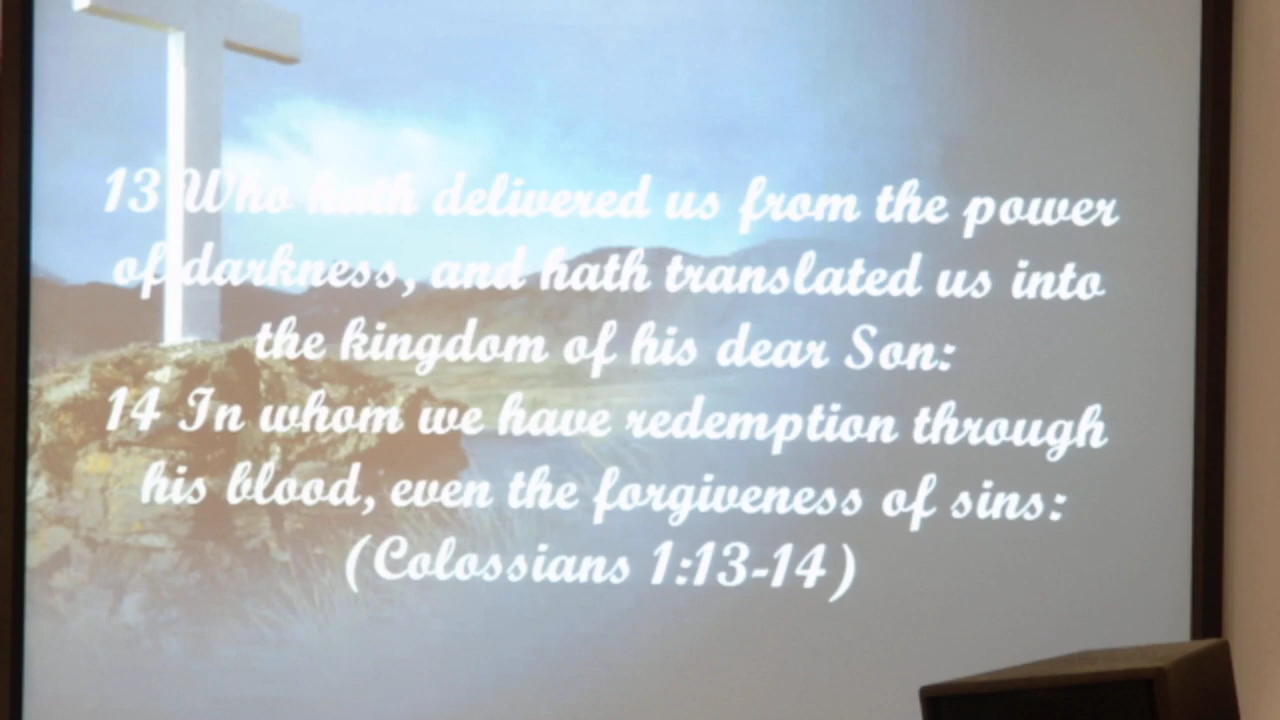 13 Who hath delivered us from the power
of darkness, and hath translated us into
the kingdom of his dear Son:
14 In whom we have redemption through
his blood, even the forgiveness of sins:
(Colossians 1:13-14)